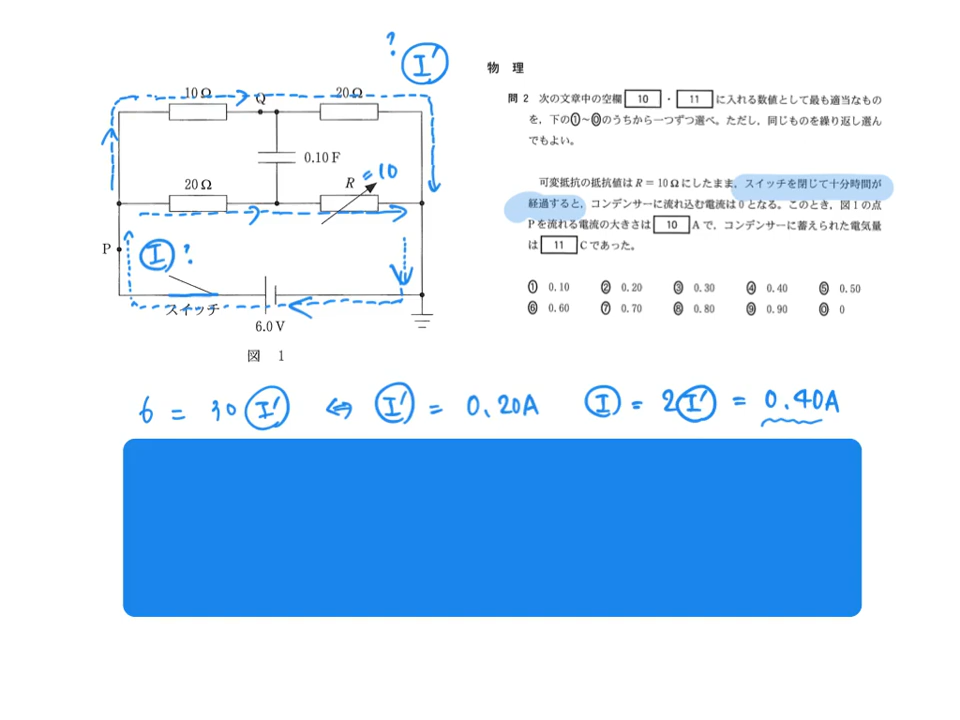 ? I'
10Ω Q 20Ω
0.10 F
20Ω R =10
P
I ?
スイッチ
6.0 V
図 1
物 理
問 2 次の文章中の空欄 10 ・ 11 に入れる数値として最も適当なもの
を,下の①~⓪のうちから一つずつ選べ。ただし,同じものを繰り返し選ん
でもよい。
可変抵抗の抵抗値は R = 10 Ω にしたまま,スイッチを閉じて十分時間が
経過すると,コンデンサーに流れ込む電流は 0 となる。このとき,図1の点
P を流れる電流の大きさは 10 A で,コンデンサーに蓄えられた電気量
は 11 C であった。
① 0.10 ② 0.20 ③ 0.30 ④ 0.40 ⑤ 0.50
⑥ 0.60 ⑦ 0.70 ⑧ 0.80 ⑨ 0.90 ⓪ 0
6 = 30 I' ⇔ I' = 0.20A I = 2 I' = 0.40A